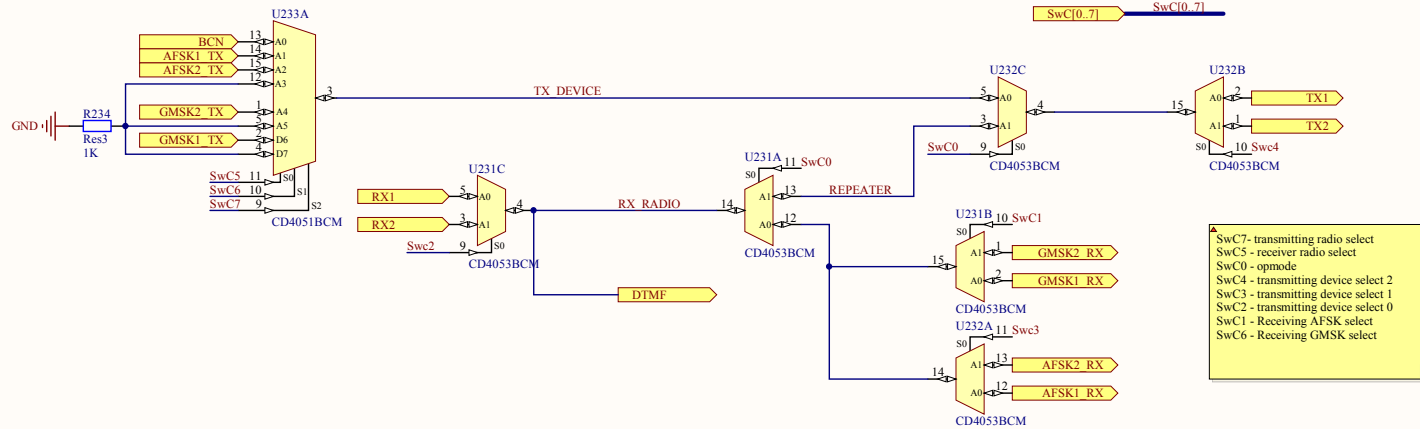 SwC[0..7]
SwC[0..7]
U233A
BCN
13
A0
AFSK1_TX
14
A1
AFSK2_TX
15
A2
12
A3
GMSK2_TX
1
A4
5
A5
GMSK1_TX
2
D6
4
D7
3
SwC5
11
S0
SwC6
10
S1
SwC7
9
S2
CD4051BCM
GND
R234
Res3
1K
TX_DEVICE
U232C
5
A0
3
A1
4
SwC0
9
S0
CD4053BCM
U232B
15
A0
2
TX1
A1
1
TX2
S0
10
Swc4
CD4053BCM
U231C
RX1
5
A0
RX2
3
A1
4
Swc2
9
S0
CD4053BCM
RX_RADIO
DTMF
U231A
11
SwC0
S0
14
A1
13
REPEATER
A0
12
CD4053BCM
U231B
10
SwC1
S0
15
A1
1
GMSK2_RX
A0
2
GMSK1_RX
CD4053BCM
U232A
11
Swc3
S0
14
A1
13
AFSK2_RX
A0
12
AFSK1_RX
CD4053BCM
SwC7- transmitting radio select
SwC5 - receiver radio select
SwC0 - opmode
SwC4 - transmitting device select 2
SwC3 - transmitting device select 1
SwC2 - transmitting device select 0
SwC1 - Receiving AFSK select
SwC6 - Receiving GMSK select